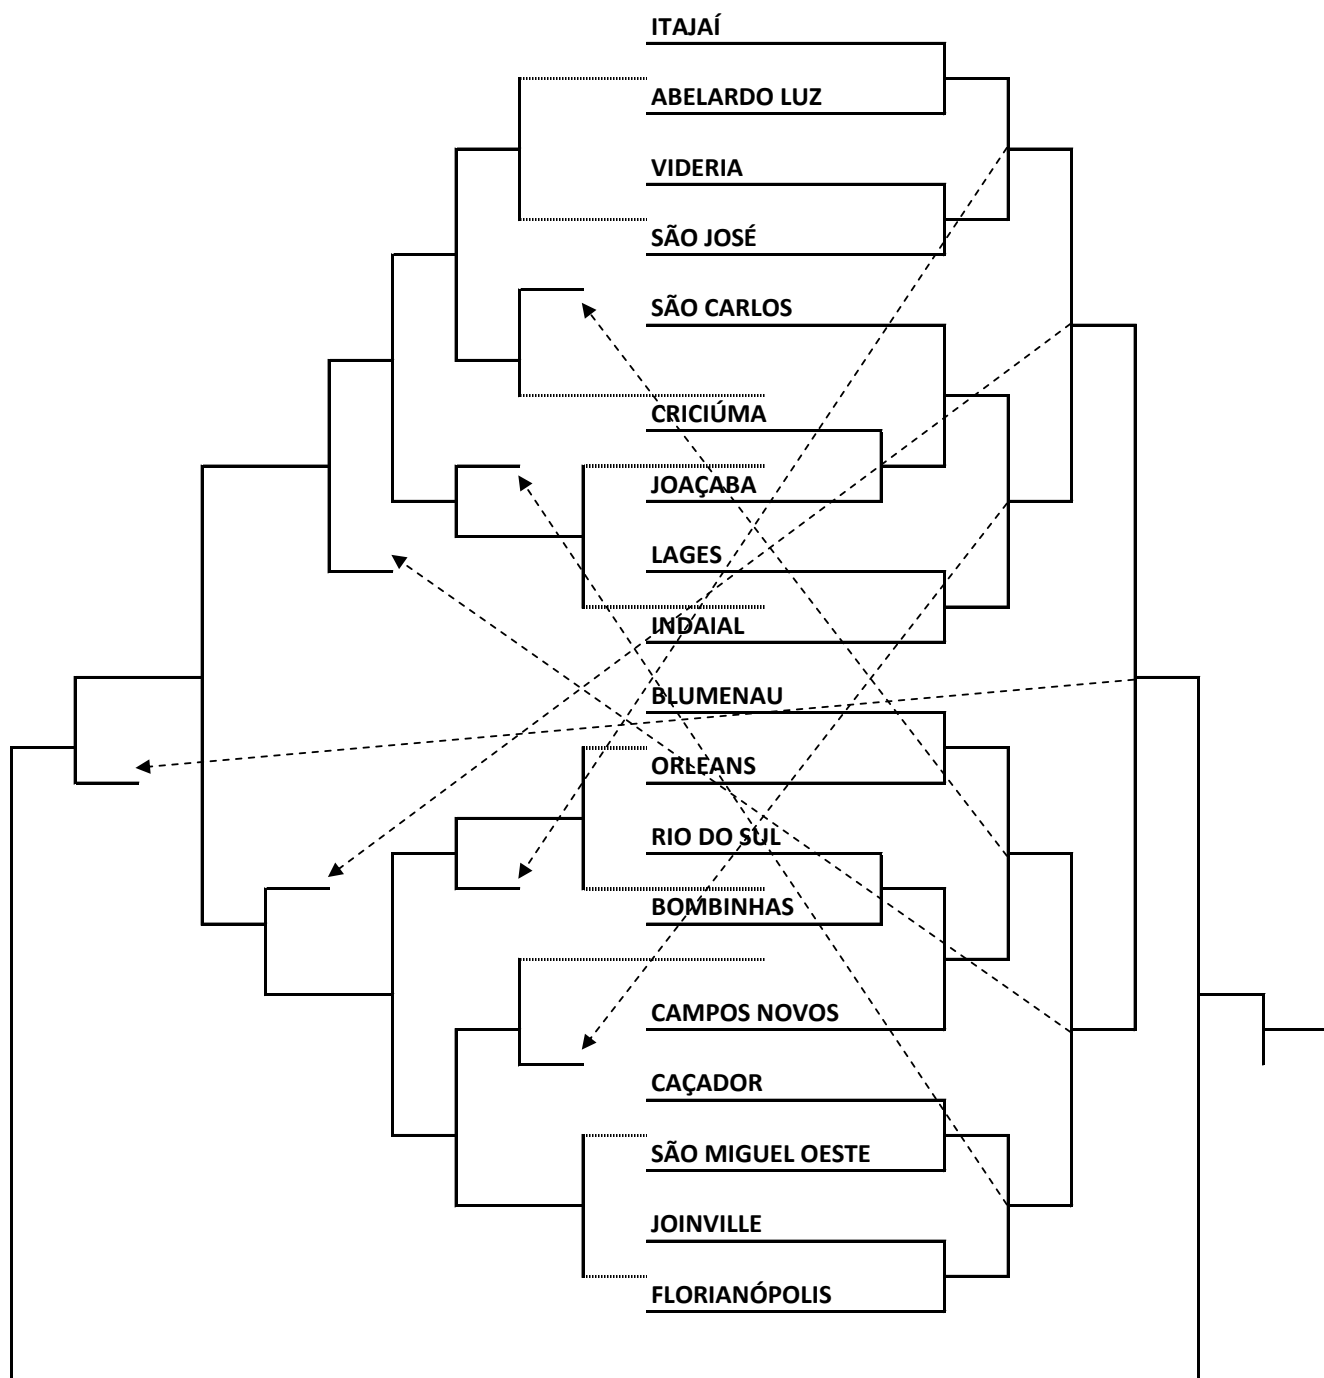 ITAJAÍ
ABELARDO LUZ
VIDERIA
SÃO JOSÉ
SÃO CARLOS
CRICIÚMA
JOAÇABA
LAGES
INDAIAL
BLUMENAU
ORLEANS
RIO DO SUL
BOMBINHAS
CAMPOS NOVOS
CAÇADOR
SÃO MIGUEL OESTE
JOINVILLE
FLORIANÓPOLIS